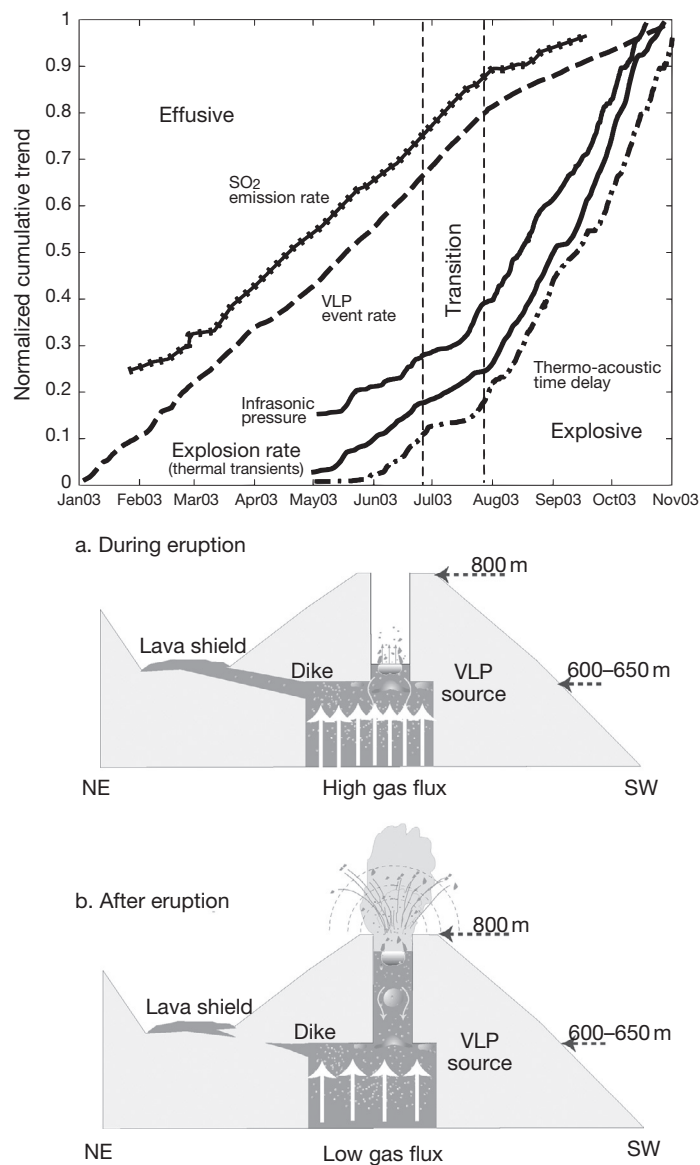 1
0.9
0.8
0.7
0.6
0.5
0.4
0.3
0.2
0.1
0
Normalized cumulative trend
Effusive
SO2
emission rate
VLP
event rate
Transition
Infrasonic
pressure
Explosion rate
(thermal transients)
Thermo-acoustic
time delay
Explosive
Jan03 Feb03 Mar03 Apr03 May03 Jun03 Jul03 Aug03 Sep03 Oct03 Nov03
a. During eruption
800 m
Lava shield
Dike
VLP
source
600–650 m
NE
High gas flux
SW
b. After eruption
800 m
Lava shield
Dike
VLP
source
600–650 m
NE
Low gas flux
SW